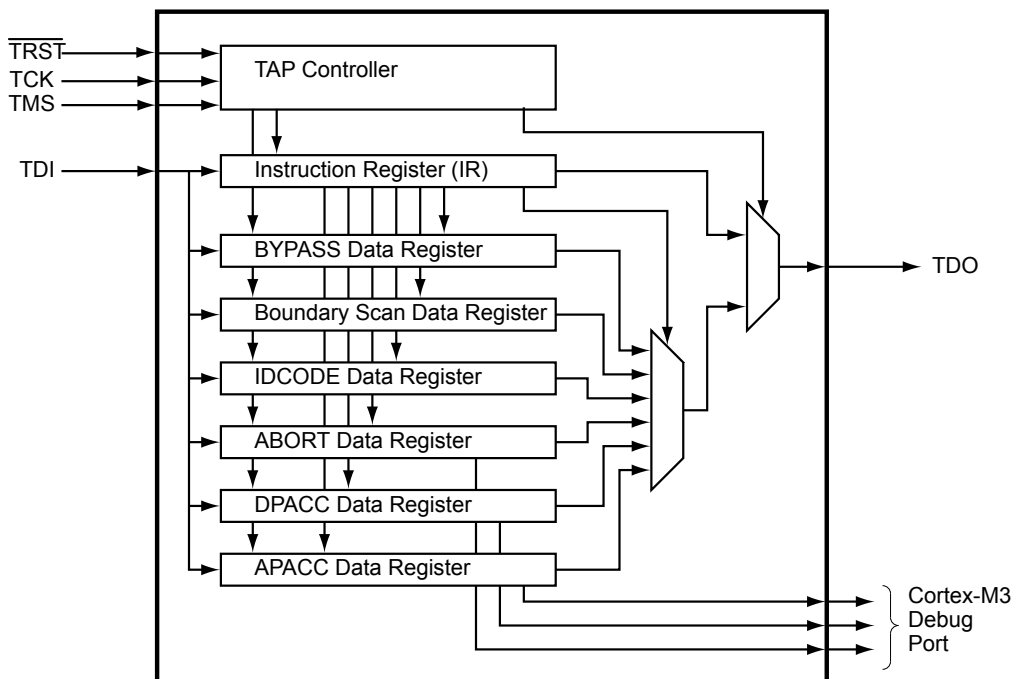 TRST
TCK
TMS
TDI
TAP Controller
Instruction Register (IR)
BYPASS Data Register
Boundary Scan Data Register
IDCODE Data Register
ABORT Data Register
DPACC Data Register
APACC Data Register
TDO
Cortex-M3
Debug
Port